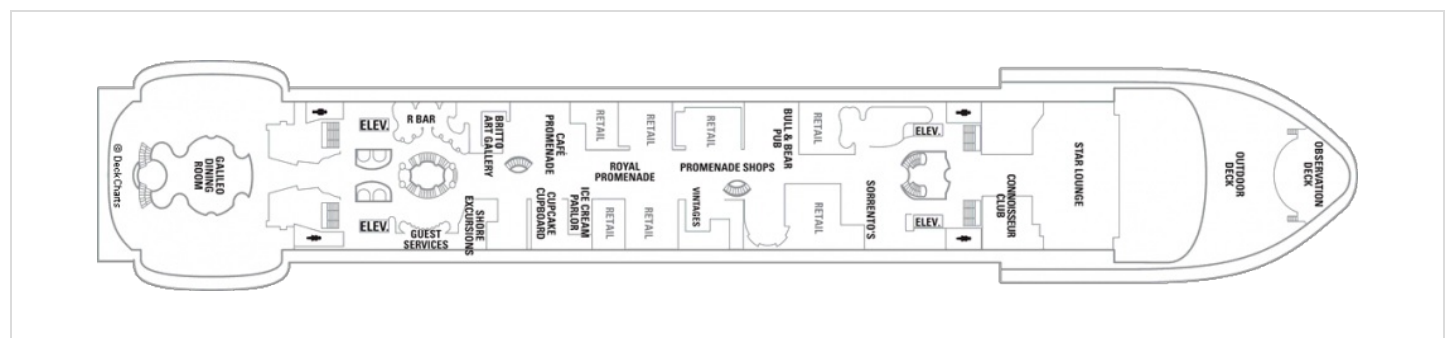 © Deck Charts
GALILEO
DINING
ROOM
ELEV.
ELEV.
R BAR
GUEST
SERVICES
BRITTO
ART GALLERY
SHORE
EXCURSIONS
CAFÉ
PROMENADE
CUPCAKE
CUPBOARD
ICE CREAM
PARLOR
RETAIL
RETAIL
RETAIL
RETAIL
RETAIL
ROYAL
PROMENADE
PROMENADE SHOPS
VINTAGES
BULL & BEAR
PUB
RETAIL
RETAIL
SORRENTO'S
ELEV.
ELEV.
CONNOISSEUR
CLUB
STAR LOUNGE
OUTDOOR
DECK
OBSERVATION
DECK